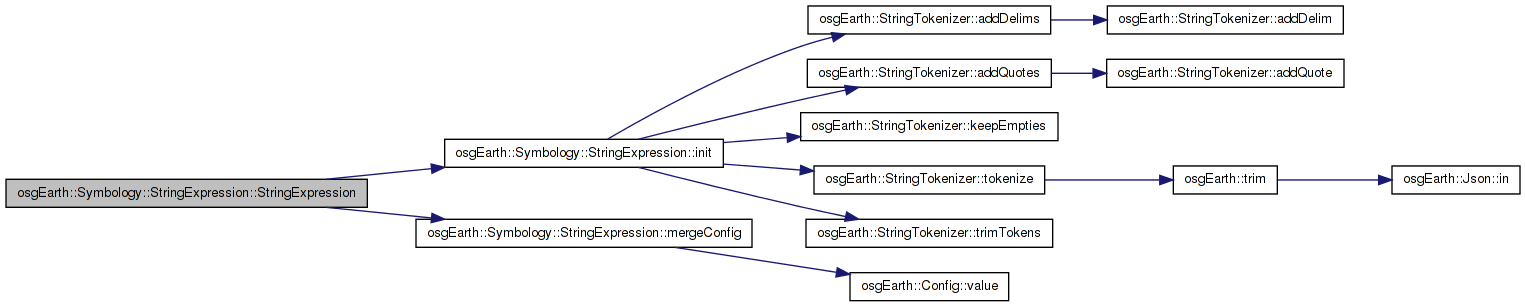 osgEarth::StringTokenizer::addDelims
osgEarth::StringTokenizer::addDelim
osgEarth::StringTokenizer::addQuotes
osgEarth::StringTokenizer::addQuote
osgEarth::StringTokenizer::keepEmpties
osgEarth::Symbology::StringExpression::init
osgEarth::StringTokenizer::tokenize
osgEarth::trim
osgEarth::Json::in
osgEarth::Symbology::StringExpression::StringExpression
osgEarth::Symbology::StringExpression::mergeConfig
osgEarth::StringTokenizer::trimTokens
osgEarth::Config::value